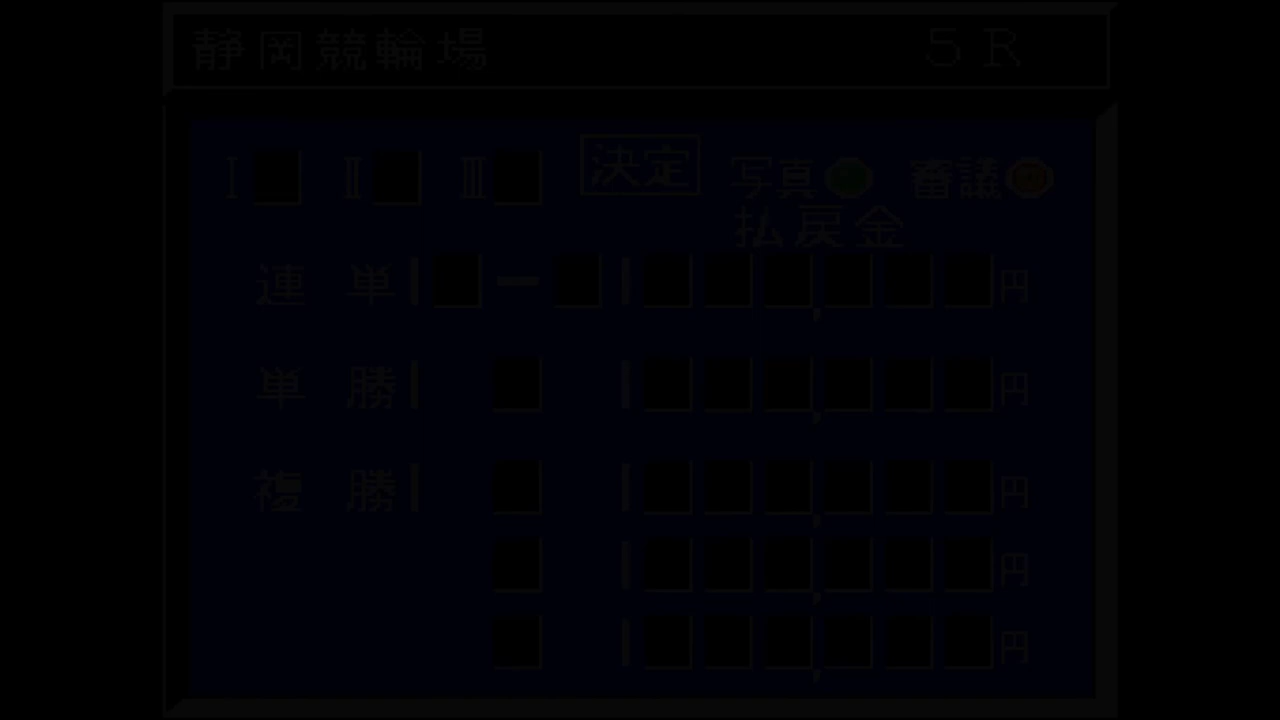 静岡競輪場 5R
Ⅰ Ⅱ Ⅲ 決定 写真 審議
払戻金
連単 － , 円
単勝 , 円
複勝 , 円
, 円
, 円